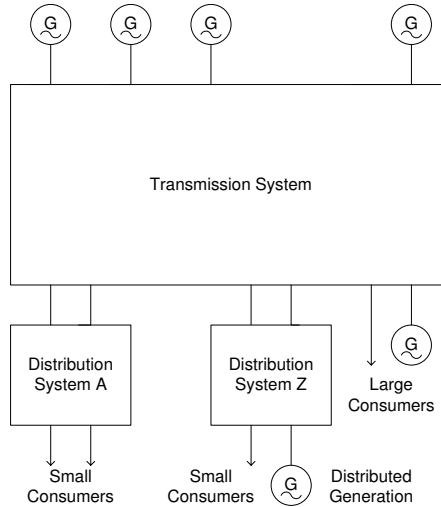 G G G G
Transmission System
G
Distribution
System A
Distribution
System Z
Large
Consumers
Small
Consumers
Small
Consumers
G
Distributed
Generation